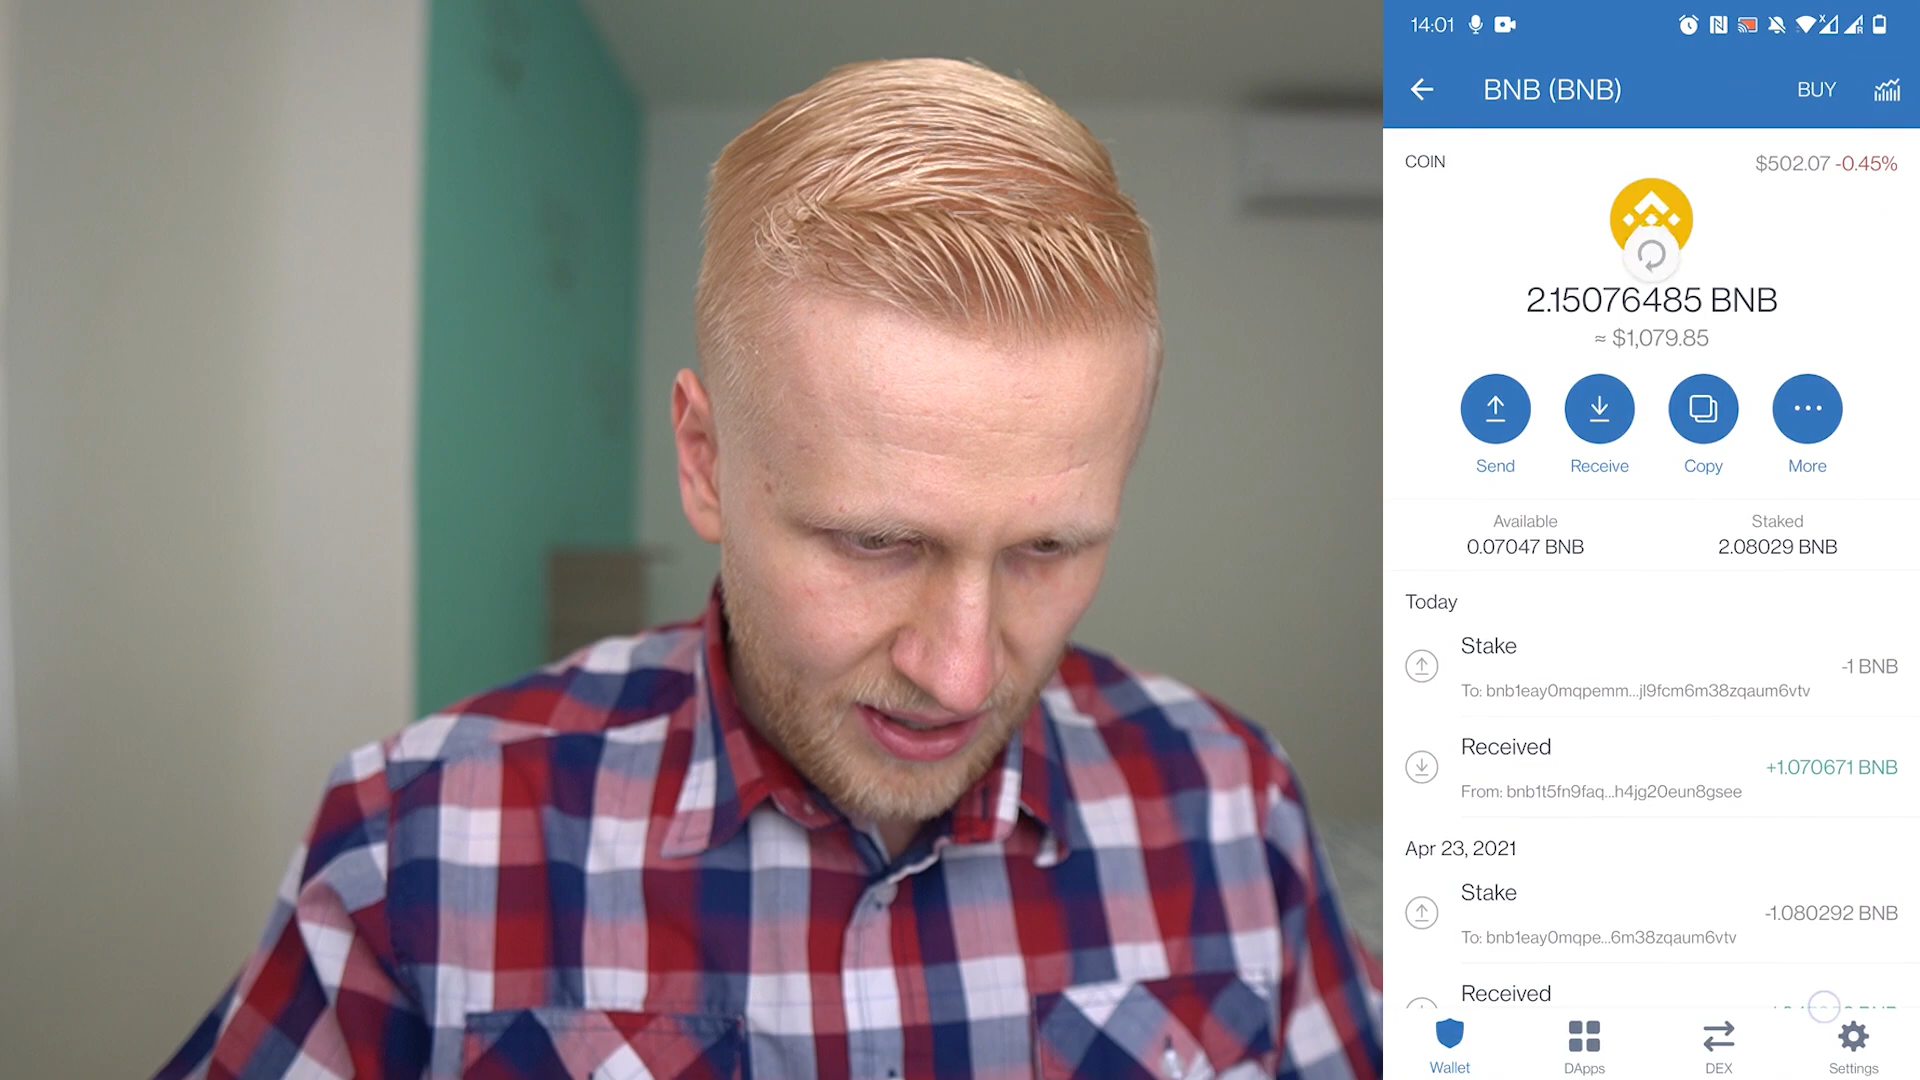 14:01
BNB (BNB)
BUY
COIN
$502.07 -0.45%
2.15076485 BNB
≈ $1,079.85
Send
Receive
Copy
More
Available
Staked
0.07047 BNB
2.08029 BNB
Today
Stake
-1 BNB
To: bnb1eay0mqpemm...jl9fcm6m38zqaum6vtv
Received
+1.070671 BNB
From: bnb1t5fn9faq...h4jg20eun8gsee
Apr 23, 2021
Stake
-1.080292 BNB
To: bnb1eay0mqpe...6m38zqaum6vtv
Received
Wallet
DApps
DEX
Settings